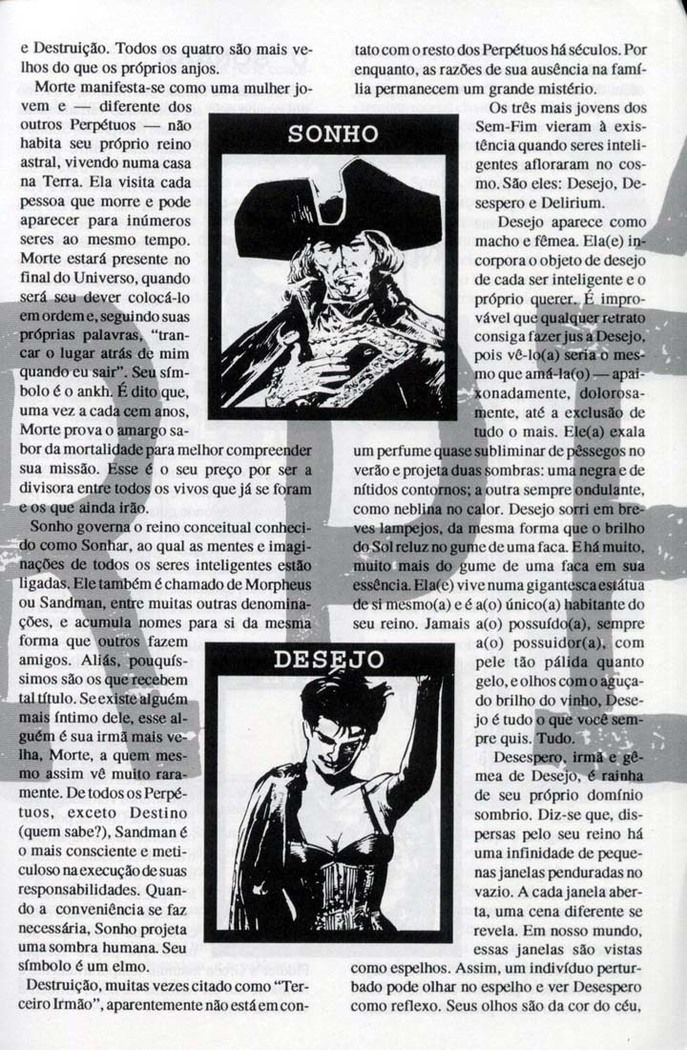 e Destruição. Todos os quatro são mais ve-
lhos do que os próprios anjos.
Morte manifesta-se como uma mulher jo-
vem e — diferente dos
outros Perpétuos — não
habita seu próprio reino
astral, vivendo numa casa
na Terra. Ela visita cada
pessoa que morre e pode
aparecer para inúmeros
seres ao mesmo tempo.
Morte estará presente no
final do Universo, quando
será seu dever colocá-lo
em ordem e, seguindo suas
próprias palavras, “tran-
car o lugar atrás de mim
quando eu sair”. Seu sím-
bolo é o ankh. É dito que,
uma vez a cada cem anos,
Morte prova o amargo sa-
bor da mortalidade para melhor compreender
sua missão. Esse é o seu preço por ser a
divisora entre todos os vivos que já se foram
e os que ainda irão.
Sonho governa o reino conceitual conheci-
do como Sonhar, ao qual as mentes e imagi-
nações de todos os seres inteligentes estão
ligadas. Ele também é chamado de Morpheus
ou Sandman, entre muitas outras denomina-
ções, e acumula nomes para si da mesma
forma que outros fazem
amigos. Aliás, pouquís-
simos são os que recebem
tal título. Se existe alguém
mais íntimo dele, esse al-
guém é sua irmã mais ve-
lha, Morte, a quem mes-
mo assim vê muito rara-
mente. De todos os Perpé-
tuos, exceto Destino
(quem sabe?), Sandman é
o mais consciente e meti-
culoso na execução de suas
responsabilidades. Quan-
do a conveniência se faz
necessária, Sonho projeta
uma sombra humana. Seu
símbolo é um elmo.
Destruição, muitas vezes citado como “Ter-
ceiro Irmão”, aparentemente não está em con-
SONHO
DESEJO
tato com o resto dos Perpétuos há séculos. Por
enquanto, as razões de sua ausência na famí-
lia permanecem um grande mistério.
Os três mais jovens dos
Sem-Fim vieram à exis-
tência quando seres inteli-
gentes afloraram no cos-
mo. São eles: Desejo, De-
sespero e Delirium.
Desejo aparece como
macho e fêmea. Ela(e) in-
corpora o objeto de desejo
de cada ser inteligente e o
próprio querer. É impro-
vável que qualquer retrato
consiga fazer jus a Desejo,
pois vê-lo(a) seria o mes-
mo que amá-la(o) — apai-
xonadamente, dolorosa-
mente, até a exclusão de
tudo o mais. Ele(a) exala
um perfume quase subliminar de pêssegos no
verão e projeta duas sombras: uma negra e de
nítidos contornos; a outra sempre ondulante,
como neblina no calor. Desejo sorri em bre-
ves lampejos, da mesma forma que o brilho
do Sol reluz no gume de uma faca. E há muito,
muito mais do gume de uma faca em sua
essência. Ela(e) vive numa gigantesca estátua
de si mesmo(a) e é a(o) único(a) habitante do
seu reino. Jamais a(o) possuído(a), sempre
a(o) possuidor(a), com
pele tão pálida quanto
gelo, e olhos com o aguça-
do brilho do vinho, Dese-
jo é tudo o que você sem-
pre quis. Tudo.
Desespero, irmã e gê-
mea de Desejo, é rainha
de seu próprio domínio
sombrio. Diz-se que, dis-
persas pelo seu reino há
uma infinidade de peque-
nas janelas penduradas no
vazio. A cada janela aber-
ta, uma cena diferente se
revela. Em nosso mundo,
essas janelas são vistas
como espelhos. Assim, um indivíduo pertur-
bado pode olhar no espelho e ver Desespero
como reflexo. Seus olhos são da cor do céu,